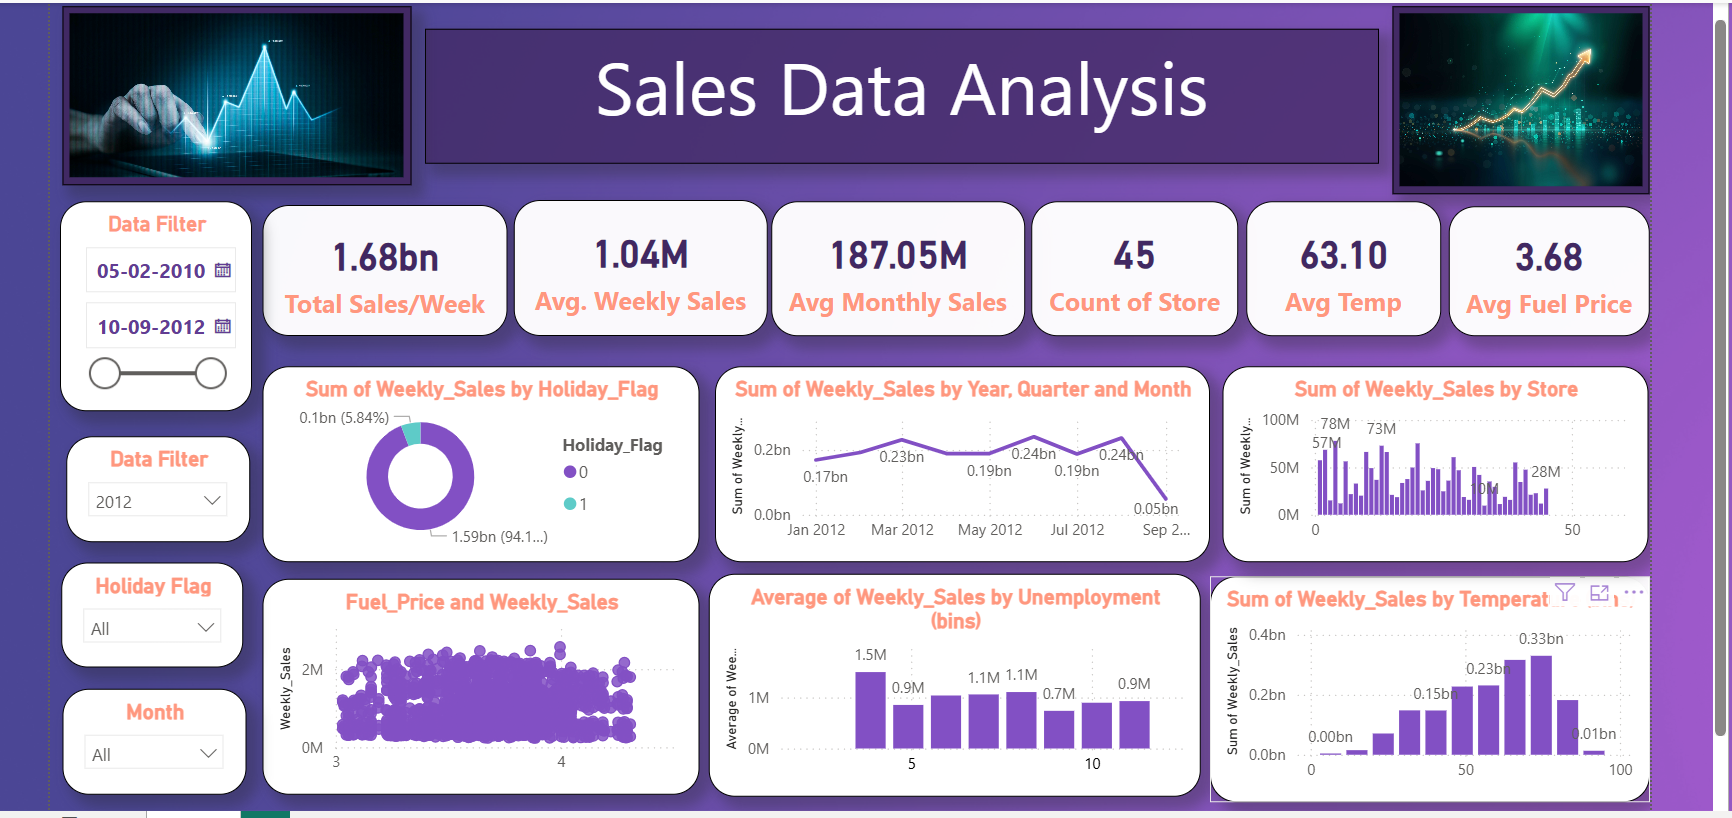 Sales Data Analysis
Data Filter
05-02-2010
10-09-2012
1.68bn
Total Sales/Week
1.04M
Avg. Weekly Sales
187.05M
Avg Monthly Sales
45
Count of Store
63.10
Avg Temp
3.68
Avg Fuel Price
Data Filter
2012
Holiday Flag
All
Month
All
Sum of Weekly_Sales by Holiday_Flag
0.1bn (5.84%)
1.59bn (94.1...)
Holiday_Flag
0
1
Sum of Weekly_Sales by Year, Quarter and Month
Sum of Weekly...
0.2bn
0.0bn
0.17bn
0.23bn
0.19bn
0.24bn
0.19bn
0.24bn
0.05bn
Jan 2012
Mar 2012
May 2012
Jul 2012
Sep 2...
Sum of Weekly_Sales by Store
Sum of Weekly...
100M
50M
0M
78M
57M
73M
10M
28M
0
50
Fuel_Price and Weekly_Sales
Weekly_Sales
2M
0M
3
4
Average of Weekly_Sales by Unemployment
(bins)
Average of Wee...
1M
0M
1.5M
0.9M
1.1M
1.1M
0.7M
0.9M
5
10
Sum of Weekly_Sales by Temperat
Sum of Weekly_Sales
0.4bn
0.2bn
0.0bn
0.00bn
0.15bn
0.23bn
0.33bn
0.01bn
0
50
100